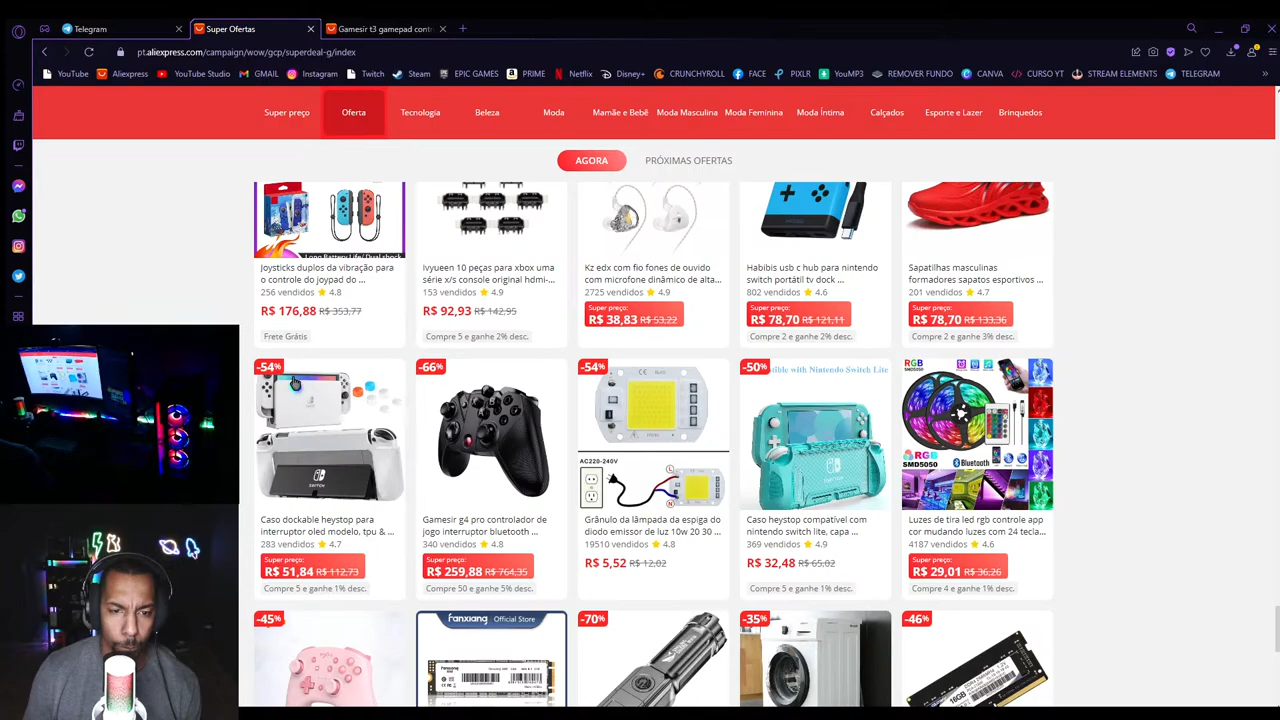 Telegram
Super Ofertas
Gamesir t3 gamepad contr
pt.aliexpress.com/campaign/wow/gcp/superdeal-g/index
YouTube
Aliexpress
YouTube Studio
GMAIL
Instagram
Twitch
Steam
EPIC GAMES
PRIME
Netflix
Disney+
CRUNCHYROLL
FACE
PIXLR
YouMP3
REMOVER FUNDO
CANVA
CURSO YT
STREAM ELEMENTS
TELEGRAM
Super preço
Oferta
Tecnologia
Beleza
Moda
Mamãe e Bebê
Moda Masculina
Moda Feminina
Moda Íntima
Calçados
Esporte e Lazer
Brinquedos
AGORA
PRÓXIMAS OFERTAS
Long Battery Life/ Dual shock
Joysticks duplos da vibração para
o controle do joypad do ...
256 vendidos 4.8
R$ 176,88 R$ 353,77
Frete Grátis
Ivyueen 10 peças para xbox uma
série x/s console original hdmi-...
153 vendidos 4.9
R$ 92,93 R$ 142,95
Compre 5 e ganhe 2% desc.
Kz edx com fio fones de ouvido
com microfone dinâmico de alta...
2725 vendidos 4.9
Super preço:
R$ 38,83 R$ 53,22
Habibis usb c hub para nintendo
switch portátil tv dock ...
802 vendidos 4.6
Super preço:
R$ 78,70 R$ 121,11
Compre 2 e ganhe 2% desc.
Sapatilhas masculinas
formadores sapatos esportivos ...
201 vendidos 4.7
Super preço:
R$ 78,70 R$ 133,36
Compre 2 e ganhe 3% desc.
-54%
SWITCH
Caso dockable heystop para
interruptor oled modelo, tpu & ...
283 vendidos 4.7
Super preço:
R$ 51,84 R$ 112,73
Compre 5 e ganhe 1% desc.
-66%
Gamesir g4 pro controlador de
jogo interruptor bluetooth ...
340 vendidos 4.8
Super preço:
R$ 259,88 R$ 764,35
Compre 50 e ganhe 5% desc.
-54%
AC220-240V
L
N
Grânulo da lâmpada da espiga do
diodo emissor de luz 10w 20 30 ...
19510 vendidos 4.8
R$ 5,52 R$ 12,02
-50%
tible with Nintendo Switch Lite
Caso heystop compatível com
nintendo switch lite, capa ...
369 vendidos 4.9
R$ 32,48 R$ 65,02
Compre 5 e ganhe 1% desc.
RGB
SMD5050
RGB
SMD5050
Bluetooth
Luzes de tira led rgb controle app
cor mudando luzes com 24 tecla...
4187 vendidos 4.6
Super preço:
R$ 29,01 R$ 36,26
Compre 4 e ganhe 1% desc.
-45%
fanxiang Official Store
-70%
-35%
-46%
16GB